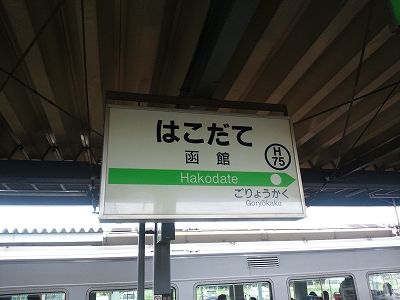 はこだて
函館
H
75
Hakodate
ごりょうかく
Goryōkaku